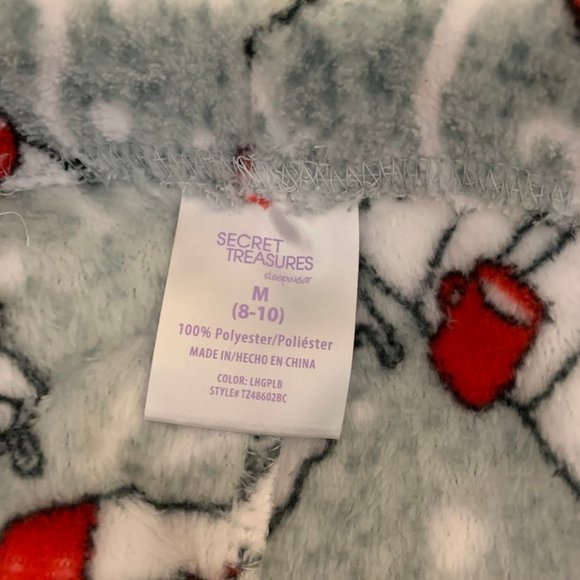 SECRET
TREASURES
sleepwear
M
(8-10)
100% Polyester/Poliéster
MADE IN/HECHO EN CHINA
COLOR: LHGPLB
STYLE# TZ48602BC